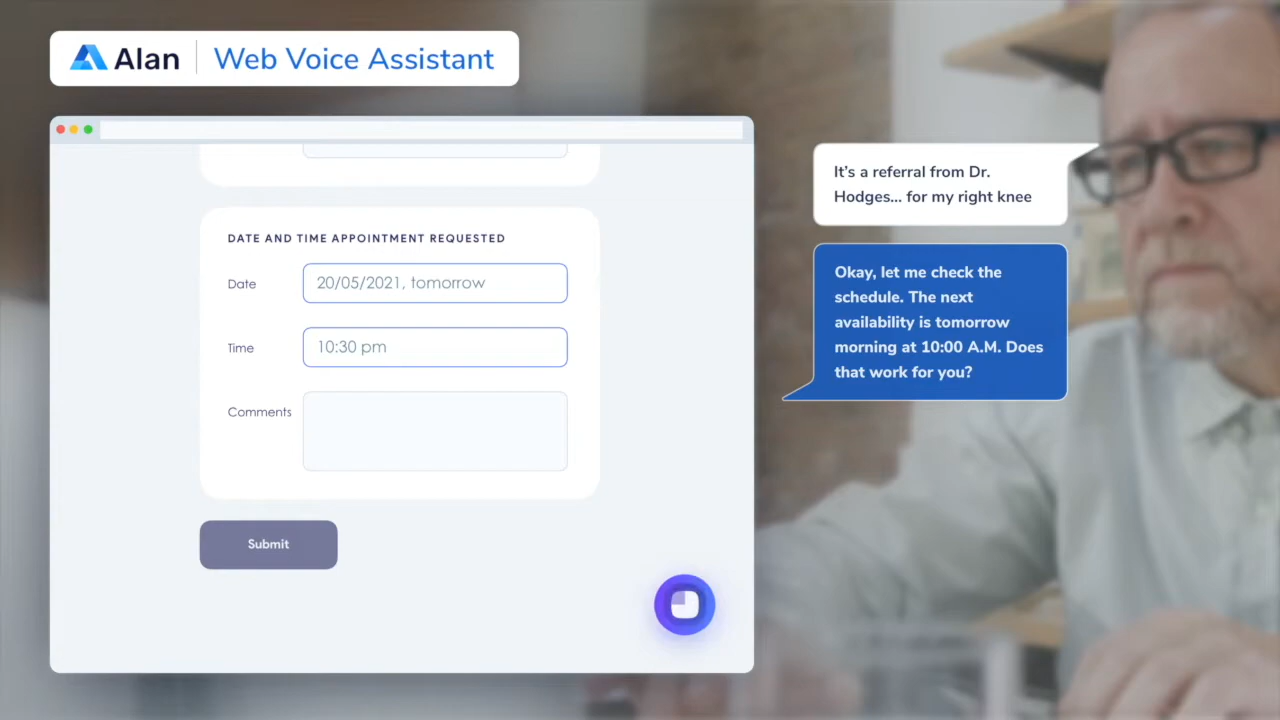 Alan | Web Voice Assistant
DATE AND TIME APPOINTMENT REQUESTED
Date
20/05/2021, tomorrow
Time
10:30 pm
Comments
Submit
It's a referral from Dr.
Hodges... for my right knee
Okay, let me check the
schedule. The next
availability is tomorrow
morning at 10:00 A.M. Does
that work for you?